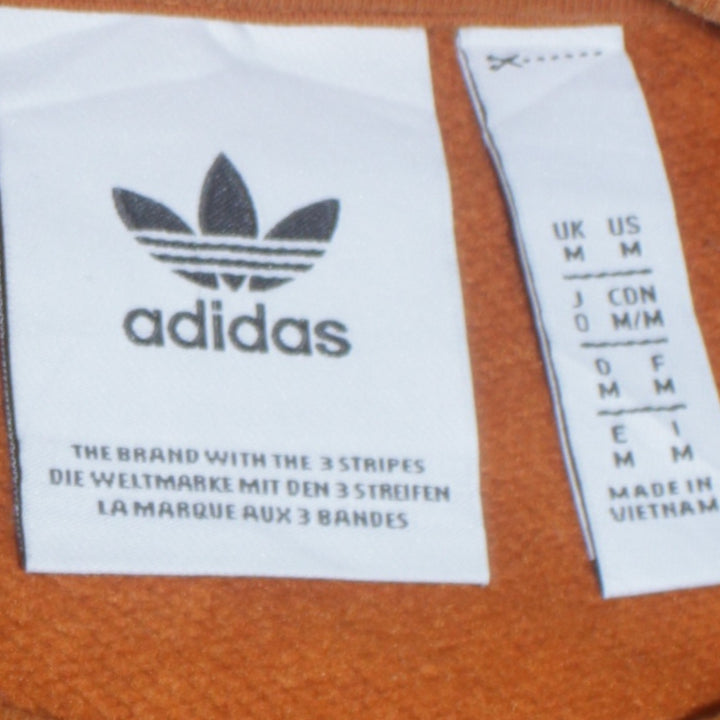 adidas
THE BRAND WITH THE 3 STRIPES
DIE WELTMARKE MIT DEN 3 STREIFEN
LA MARQUE AUX 3 BANDES
UK US
M M
J CDN
O M/M
D F
M M
E I
M M
MADE IN
VIETNAM